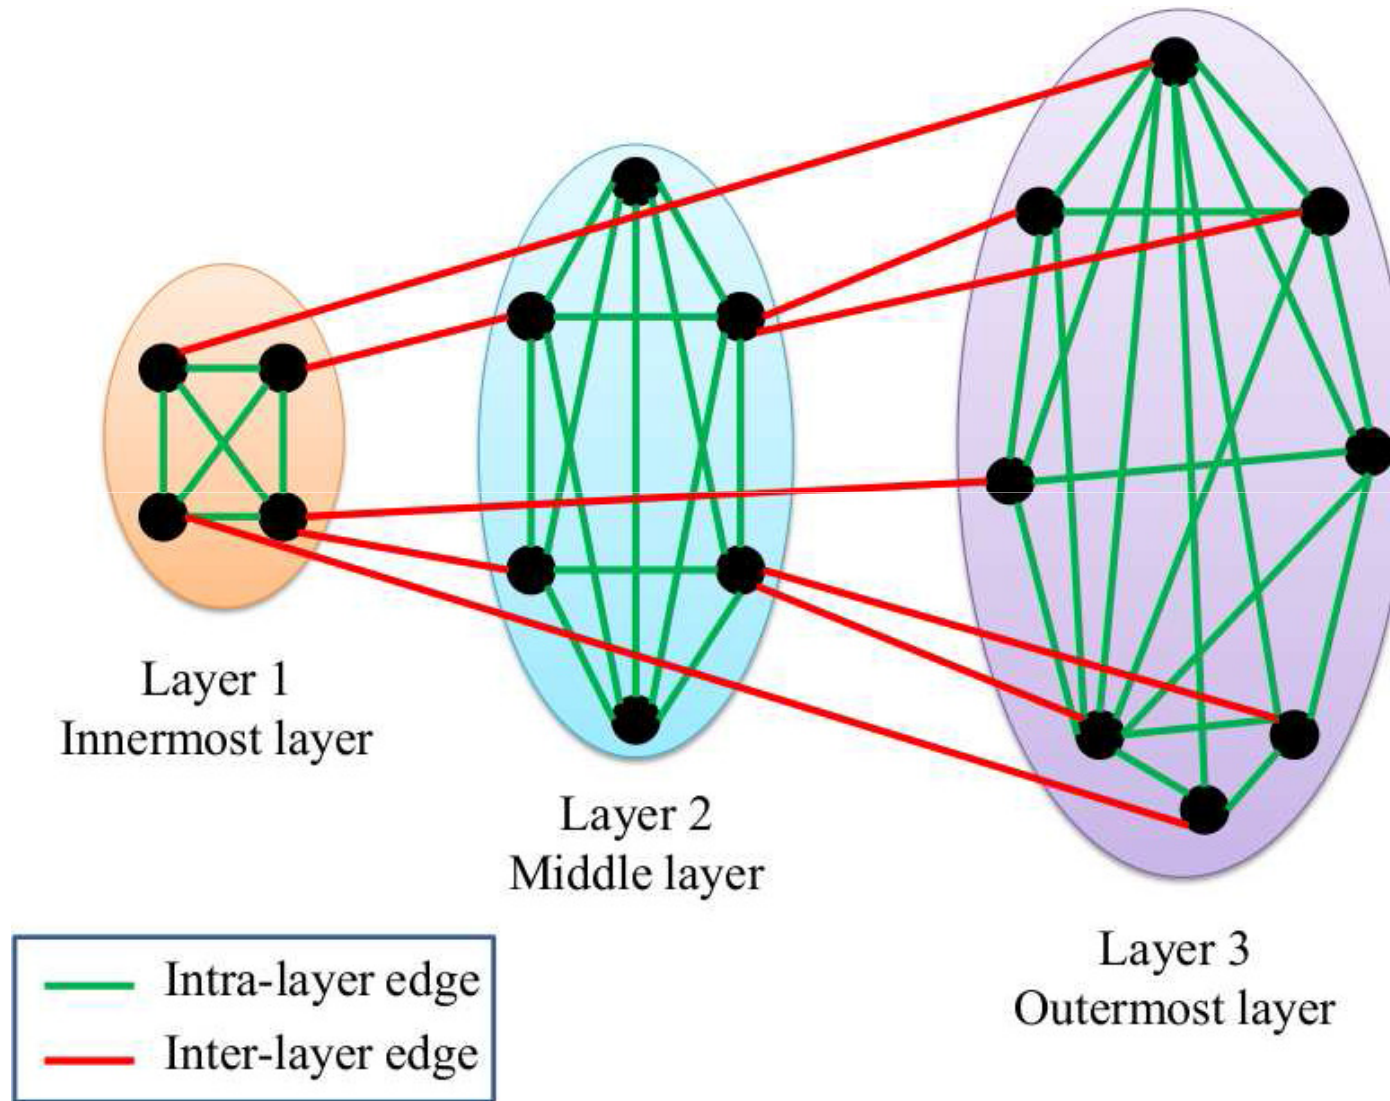 Layer 1
Innermost layer
Layer 2
Middle layer
Layer 3
Outermost layer
Intra-layer edge
Inter-layer edge